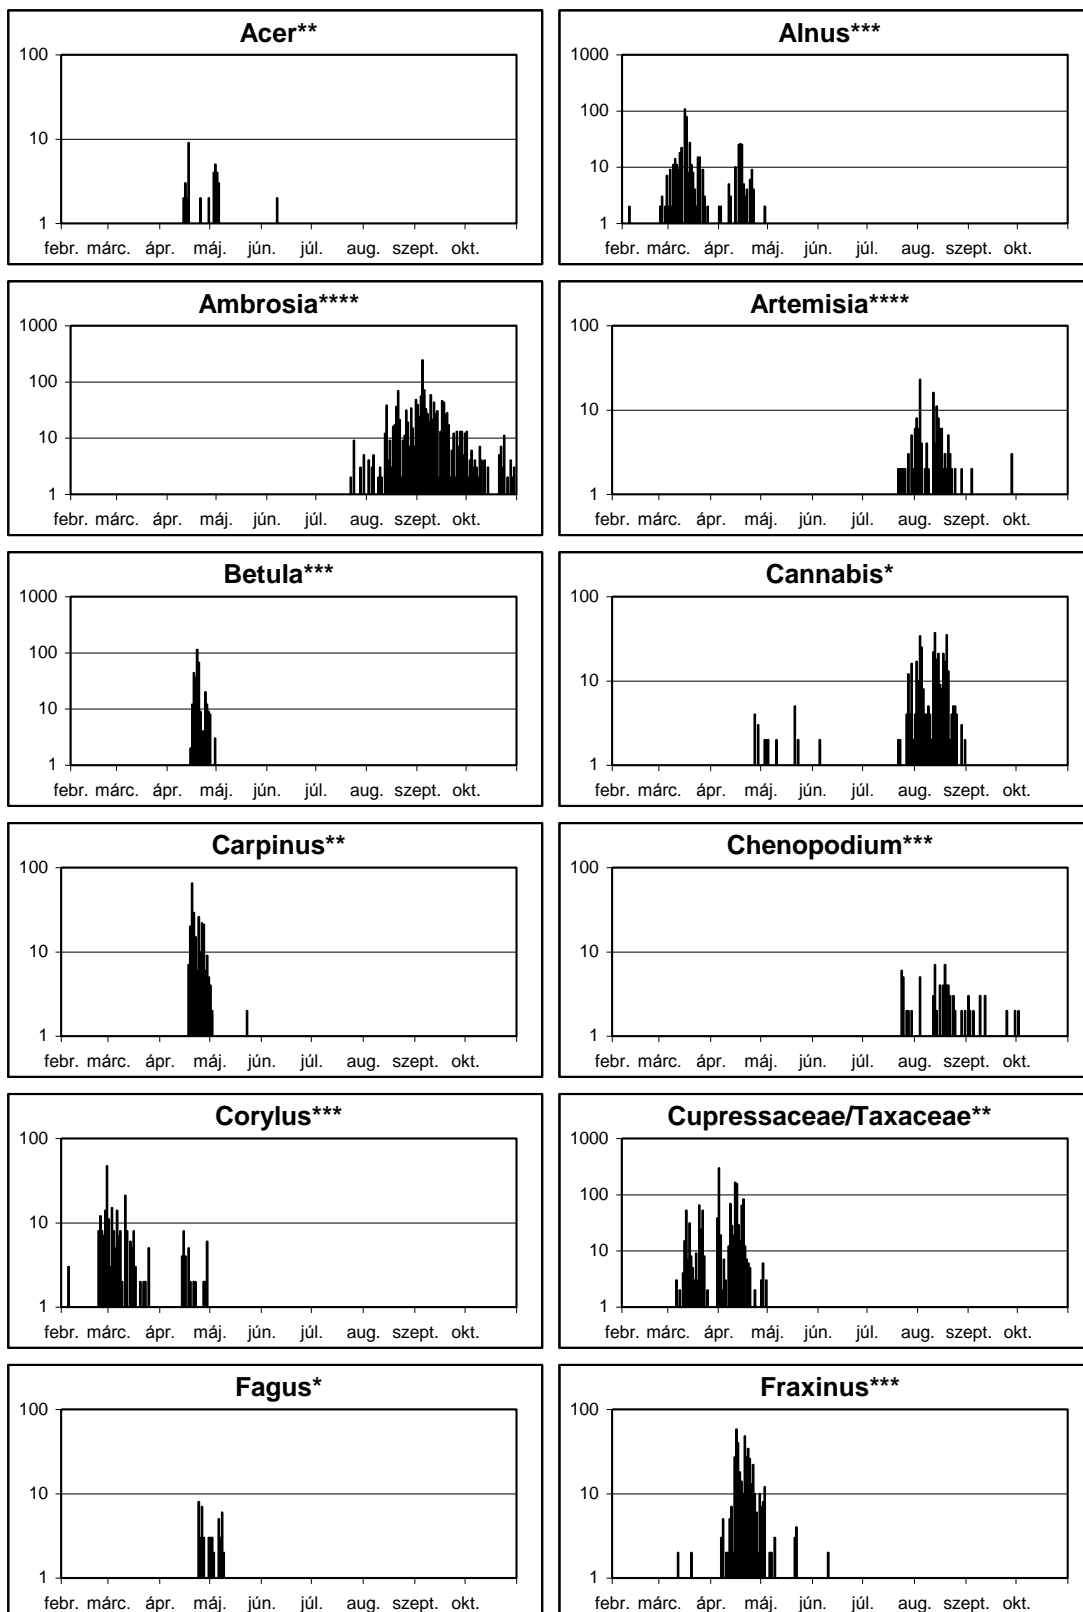 Acer**
100
10
1
febr. márc. ápr. máj. jún. júl. aug. szept. okt.
Alnus***
1000
100
10
1
febr. márc. ápr. máj. jún. júl. aug. szept. okt.
Ambrosia****
1000
100
10
1
febr. márc. ápr. máj. jún. júl. aug. szept. okt.
Artemisia****
100
10
1
febr. márc. ápr. máj. jún. júl. aug. szept. okt.
Betula***
1000
100
10
1
febr. márc. ápr. máj. jún. júl. aug. szept. okt.
Cannabis*
100
10
1
febr. márc. ápr. máj. jún. júl. aug. szept. okt.
Carpinus**
100
10
1
febr. márc. ápr. máj. jún. júl. aug. szept. okt.
Chenopodium***
100
10
1
febr. márc. ápr. máj. jún. júl. aug. szept. okt.
Corylus***
100
10
1
febr. márc. ápr. máj. jún. júl. aug. szept. okt.
Cupressaceae/Taxaceae**
1000
100
10
1
febr. márc. ápr. máj. jún. júl. aug. szept. okt.
Fagus*
100
10
1
febr. márc. ápr. máj. jún. júl. aug. szept. okt.
Fraxinus***
100
10
1
febr. márc. ápr. máj. jún. júl. aug. szept. okt.